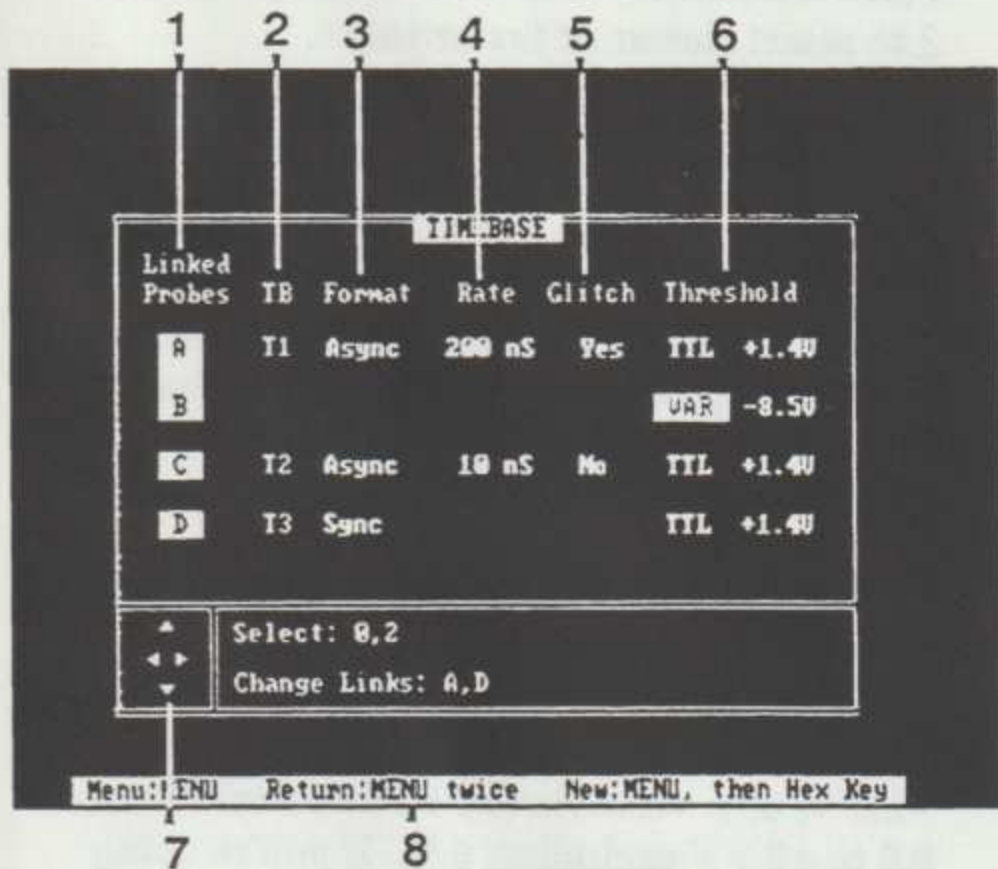 1 2 3 4 5 6
TIMEBASE
Linked
Probes TB Format Rate Glitch Threshold
A T1 Async 200 nS Yes TTL +1.4V
B VAR -8.5V
C T2 Async 10 nS No TTL +1.4V
D T3 Sync TTL +1.4V
Select: 0,2
Change Links: A,D
Menu:MENU Return:MENU twice New:MENU, then Hex Key
7 8